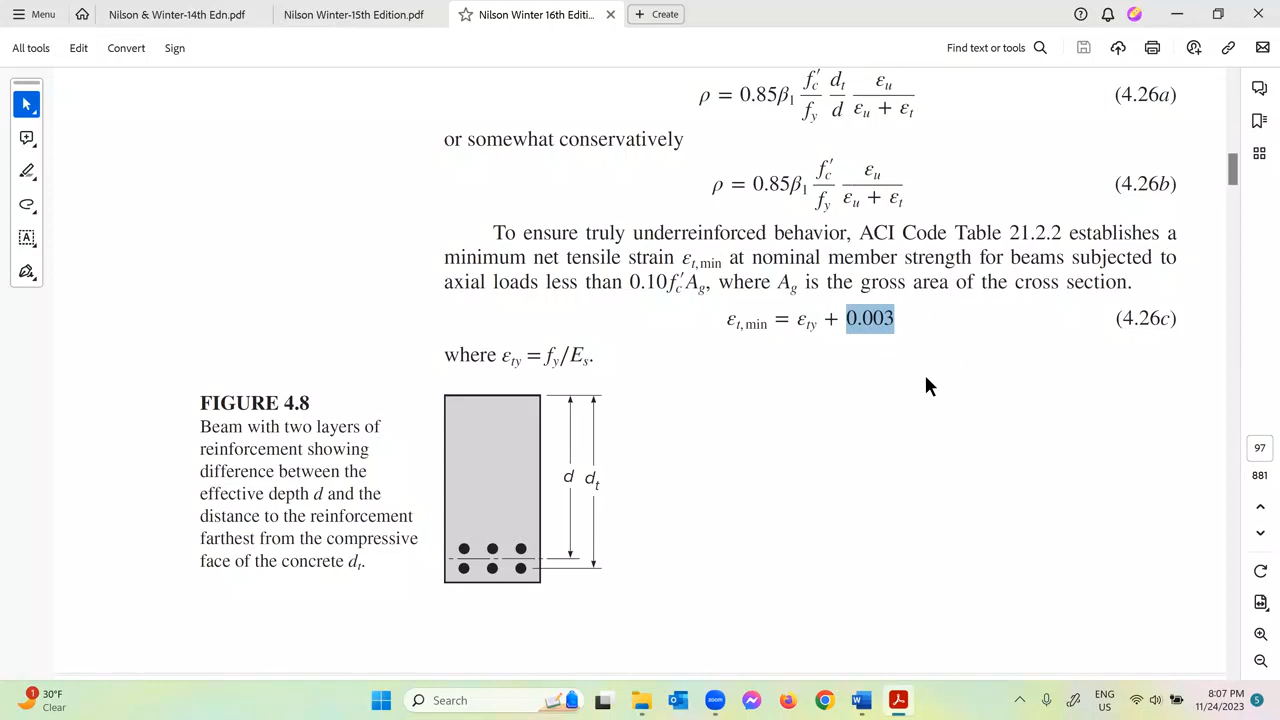 Menu
Nilson & Winter-14th Edn.pdf
Nilson Winter-15th Edition.pdf
Nilson Winter 16th Editi...
Create
All tools
Edit
Convert
Sign
Find text or tools
ρ = 0.85β₁ f′c/fy dt/d εu/(εu + εt) (4.26a)
or somewhat conservatively
ρ = 0.85β₁ f′c/fy εu/(εu + εt) (4.26b)
To ensure truly underreinforced behavior, ACI Code Table 21.2.2 establishes a
minimum net tensile strain εt,min at nominal member strength for beams subjected to
axial loads less than 0.10f′cAg, where Ag is the gross area of the cross section.
εt,min = εty + 0.003 (4.26c)
where εty = fy/Es.
FIGURE 4.8
Beam with two layers of
reinforcement showing
difference between the
effective depth d and the
distance to the reinforcement
farthest from the compressive
face of the concrete dt.
d dt
97
881
1
30°F
Clear
Search
zoom
ENG
US
8:07 PM
11/24/2023
5